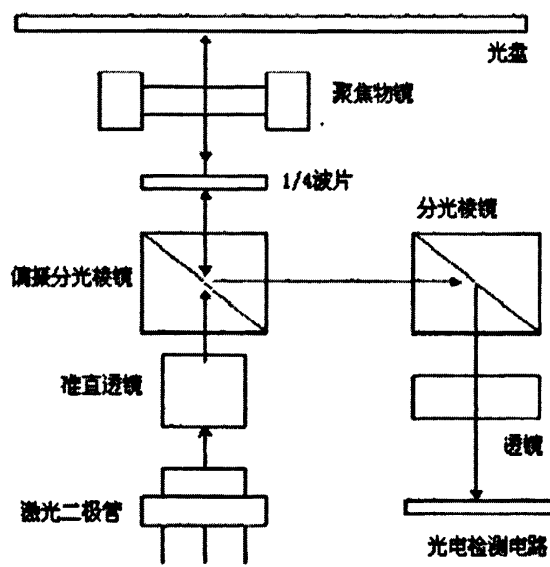 光盘
聚焦物镜
1/4波片
分光棱镜
偏振分光棱镜
准直透镜
透镜
激光二极管
光电检测电路